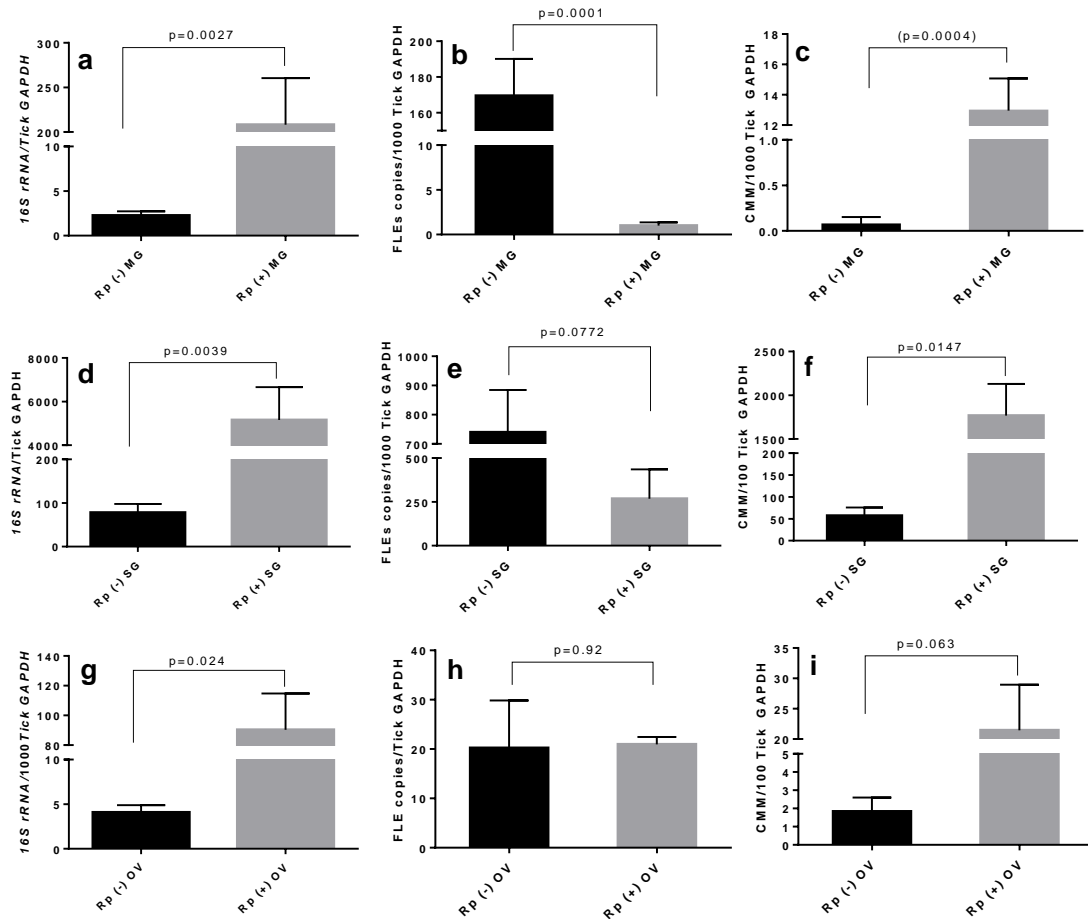 a
p=0.0027
16S rRNA/Tick GAPDH
300
250
200
10
5
0
Rp (-) MG
Rp (+) MG
b
p=0.0001
FLEs copies/1000 Tick GAPDH
200
180
160
10
8
6
4
2
0
Rp (-) MG
Rp (+) MG
c
(p=0.0004)
CMM/1000 Tick GAPDH
18
16
14
12
1.0
0.5
0.0
Rp (-) MG
Rp (+) MG
d
p=0.0039
16S rRNA/Tick GAPDH
8000
6000
4000
200
100
0
Rp (-) SG
Rp (+) SG
e
p=0.0772
FLEs copies/1000 Tick GAPDH
1000
900
800
700
500
250
0
Rp (-) SG
Rp (+) SG
f
p=0.0147
CMM/100 Tick GAPDH
2500
2000
1500
200
150
100
50
0
Rp (-) SG
Rp (+) SG
g
p=0.024
16S rRNA/1000 Tick GAPDH
140
120
100
80
10
5
0
Rp (-) OV
Rp (+) OV
h
p=0.92
FLE copies/Tick GAPDH
40
30
20
10
0
Rp (-) OV
Rp (+) OV
i
p=0.063
CMM/100 Tick GAPDH
35
30
25
20
5
4
3
2
1
0
Rp (-) OV
Rp (+) OV